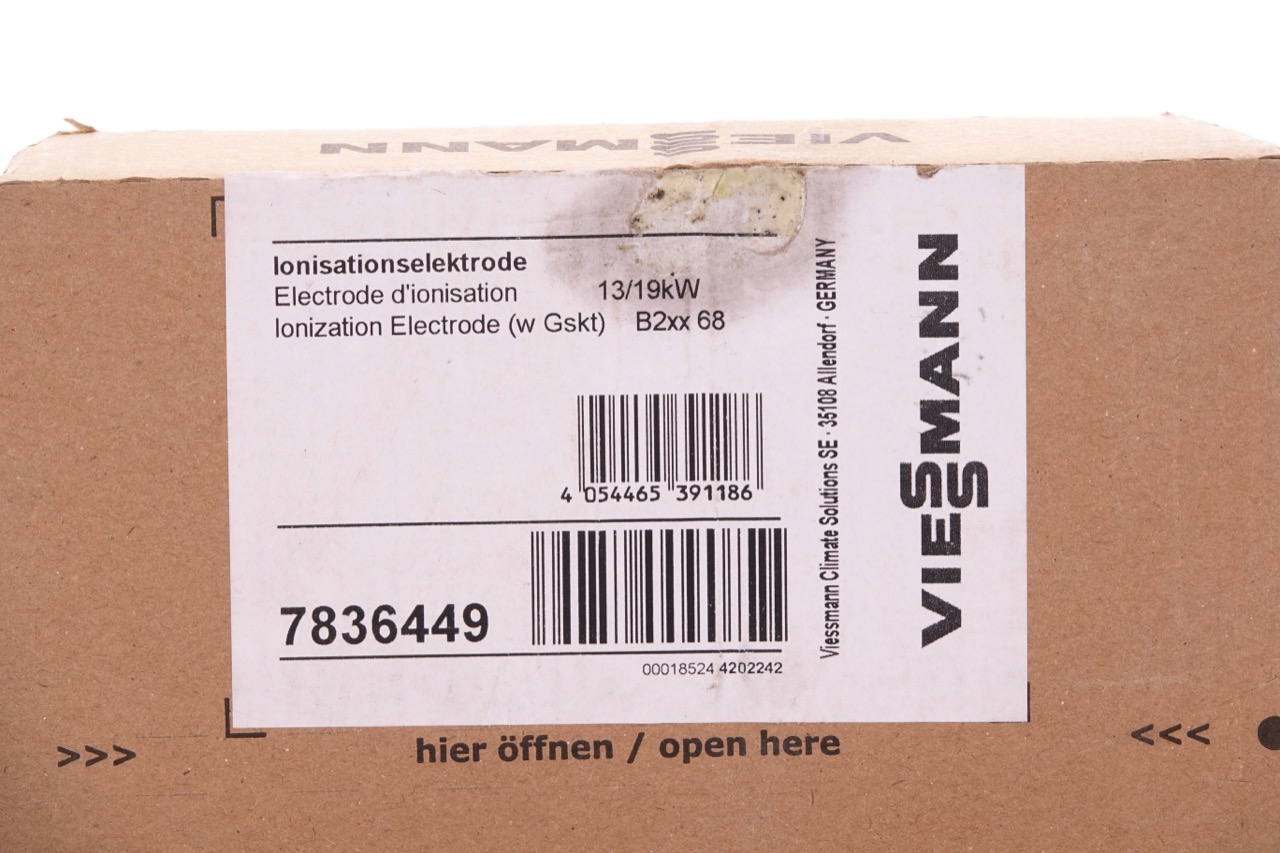 VIESSMANN
Ionisationselektrode
Electrode d'ionisation 13/19kW
Ionization Electrode (w Gskt) B2xx 68
4 054465 391186
7836449
00018524 4202242
Viessmann Climate Solutions SE · 35108 Allendorf · GERMANY
VIESSMANN
>>> hier öffnen / open here <<<